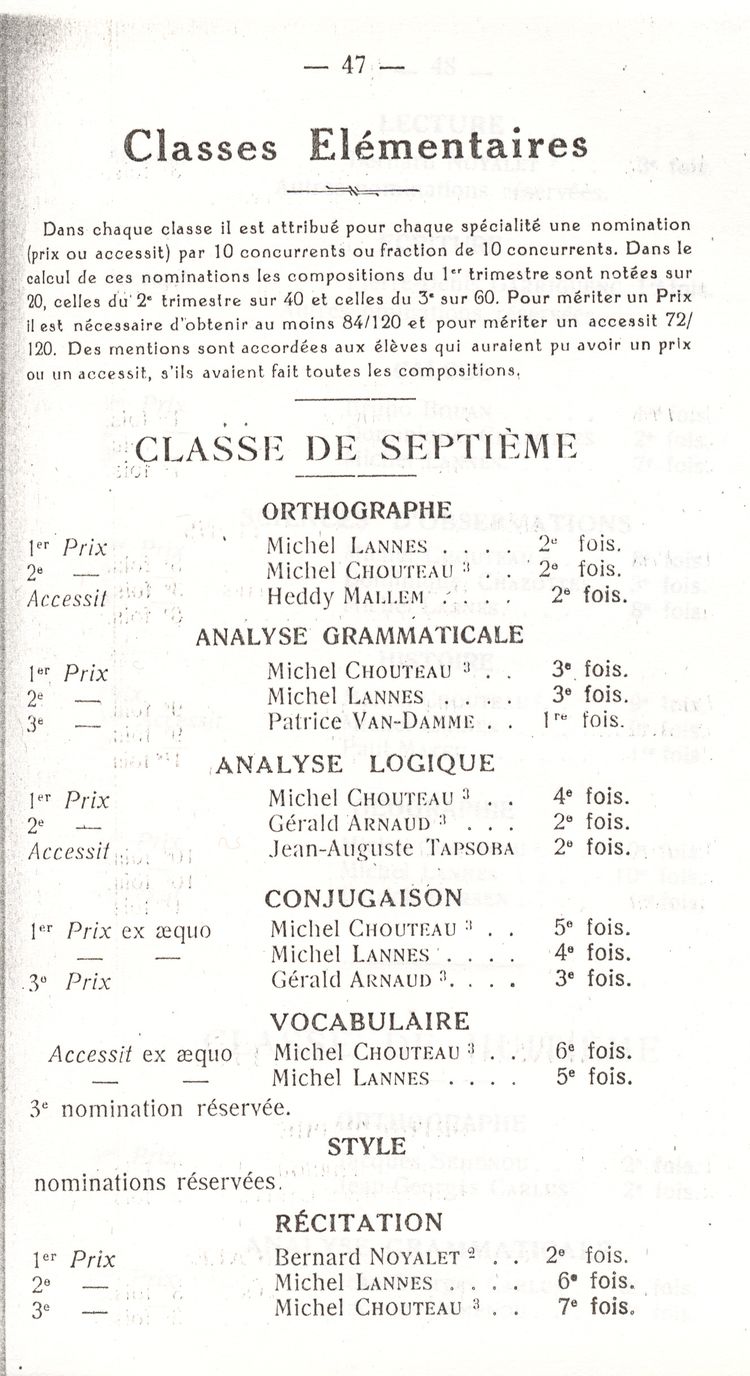 — 47 —
Classes Elémentaires
Dans chaque classe il est attribué pour chaque spécialité une nomination
(prix ou accessit) par 10 concurrents ou fraction de 10 concurrents. Dans le
calcul de ces nominations les compositions du 1er trimestre sont notées sur
20, celles du 2e trimestre sur 40 et celles du 3e sur 60. Pour mériter un Prix
il est nécessaire d'obtenir au moins 84/120 et pour mériter un accessit 72/
120. Des mentions sont accordées aux élèves qui auraient pu avoir un prix
ou un accessit, s'ils avaient fait toutes les compositions.
CLASSE DE SEPTIÈME
ORTHOGRAPHE
1er Prix Michel LANNES . . . . 2e fois.
2e — Michel CHOUTEAU 3 . . 2e fois.
Accessit Heddy MALLEM . . . . 2e fois.
ANALYSE GRAMMATICALE
1er Prix Michel CHOUTEAU 3 . . 3e fois.
2e — Michel LANNES . . . . 3e fois.
3e — Patrice VAN-DAMME . . 1re fois.
ANALYSE LOGIQUE
1er Prix Michel CHOUTEAU 3 . . 4e fois.
2e — Gérald ARNAUD 3 . . . 2e fois.
Accessit Jean-Auguste TAPSOBA 2e fois.
CONJUGAISON
1er Prix ex æquo Michel CHOUTEAU 3 . . 5e fois.
— — Michel LANNES . . . . 4e fois.
3e Prix Gérald ARNAUD 3. . . . 3e fois.
VOCABULAIRE
Accessit ex æquo Michel CHOUTEAU 3 . . 6e fois.
— — Michel LANNES . . . . 5e fois.
3e nomination réservée.
STYLE
nominations réservées.
RÉCITATION
1er Prix Bernard NOYALET 2 . . 2e fois.
2e — Michel LANNES . . . . 6e fois.
3e — Michel CHOUTEAU 3 . . 7e fois.